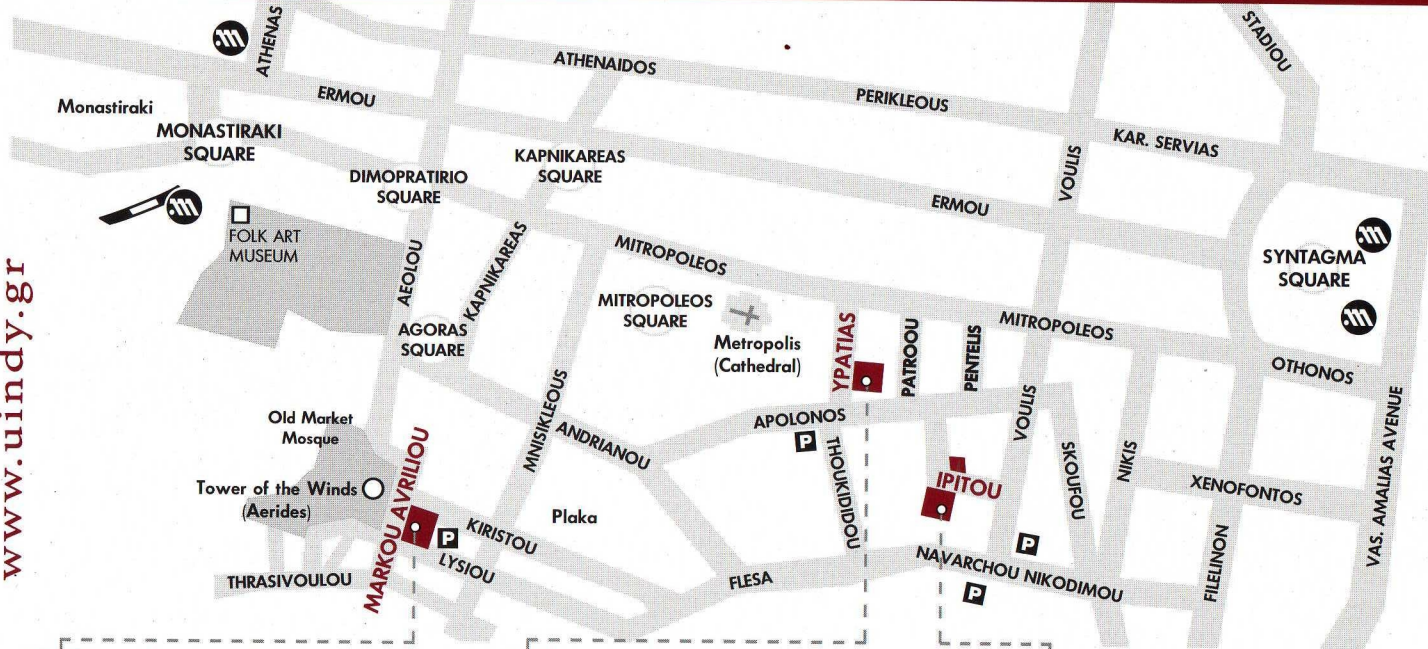 www.uindy.gr
ATHENAS
STADIOU
ATHENAIDOS
PERIKLEOUS
ERMOU
Monastiraki
MONASTIRAKI
SQUARE
KAPNIKAREAS
SQUARE
DIMOPRATIRIO
SQUARE
KAR. SERVIAS
VOULIS
ERMOU
FOLK ART
MUSEUM
AEOLOU
KAPNIKAREAS
MITROPOLEOS
SYNTAGMA
SQUARE
MITROPOLEOS
SQUARE
AGORAS
SQUARE
Metropolis
(Cathedral)
YPATIAS
PATROOU
PENTELIS
MITROPOLEOS
OTHONOS
VAS. AMALIAS AVENUE
Old Market
Mosque
MNISIKLEOUS
ANDRIANOU
APOLONOS
P
THOUKIDIDOU
VOULIS
SKOUFOU
NIKIS
XENOFONTOS
FILELINON
Tower of the Winds
(Aerides)
MARKOU AVRILIOU
P
KIRISTOU
LYSIOU
Plaka
IPITOU
P
NAVARCHOU NIKODIMOU
P
FLESA
THRASIVOULOU